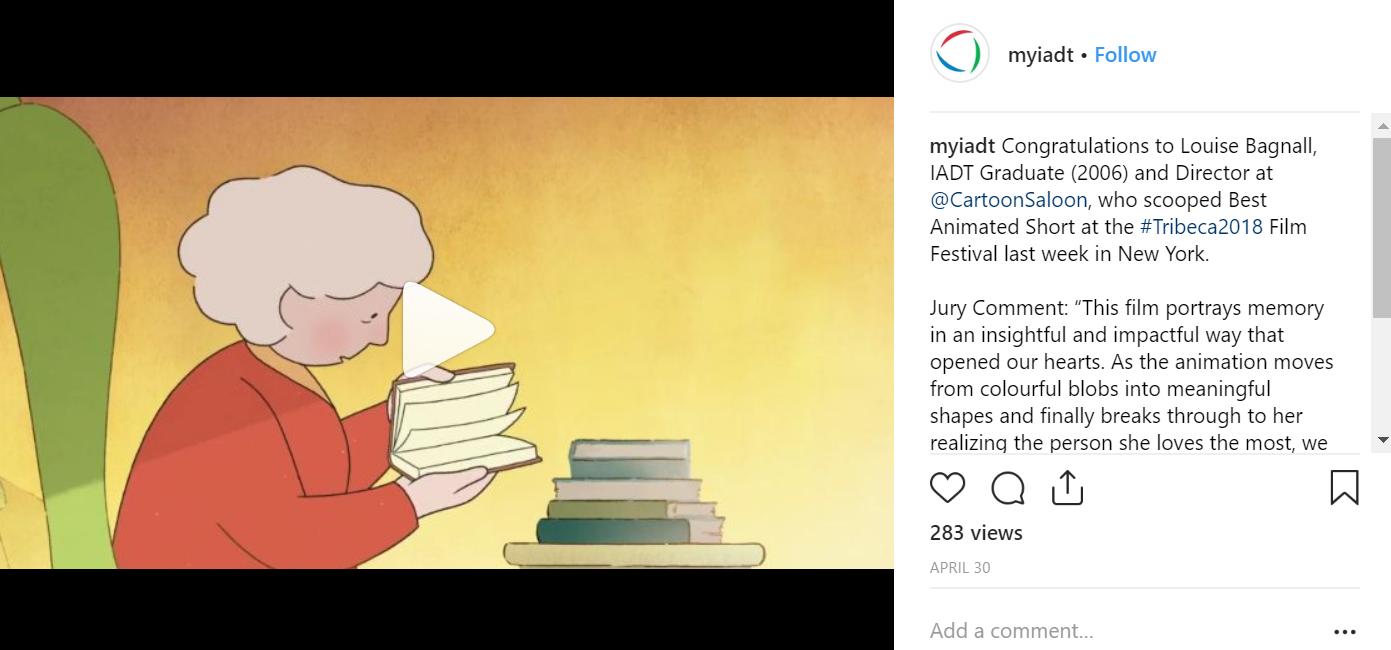 myiadt • Follow
myiadt Congratulations to Louise Bagnall,
IADT Graduate (2006) and Director at
@CartoonSaloon, who scooped Best
Animated Short at the #Tribeca2018 Film
Festival last week in New York.
Jury Comment: “This film portrays memory
in an insightful and impactful way that
opened our hearts. As the animation moves
from colourful blobs into meaningful
shapes and finally breaks through to her
realizing the person she loves the most, we
283 views
APRIL 30
Add a comment...